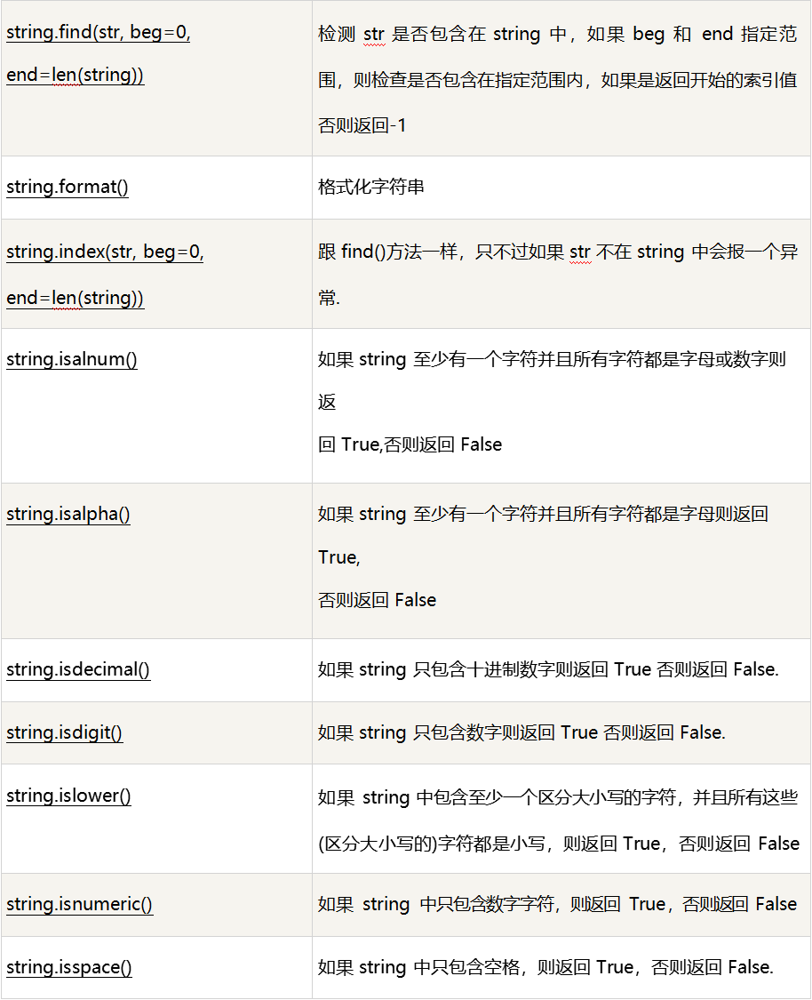 string.find(str, beg=0,
end=len(string))
检测 str 是否包含在 string 中，如果 beg 和 end 指定范
围，则检查是否包含在指定范围内，如果是返回开始的索引值
否则返回-1
string.format()
格式化字符串
string.index(str, beg=0,
end=len(string))
跟 find()方法一样，只不过如果 str 不在 string 中会报一个异
常.
string.isalnum()
如果 string 至少有一个字符并且所有字符都是字母或数字则
返
回 True,否则返回 False
string.isalpha()
如果 string 至少有一个字符并且所有字符都是字母则返回
True,
否则返回 False
string.isdecimal()
如果 string 只包含十进制数字则返回 True 否则返回 False.
string.isdigit()
如果 string 只包含数字则返回 True 否则返回 False.
string.islower()
如果 string 中包含至少一个区分大小写的字符，并且所有这些
(区分大小写的)字符都是小写，则返回 True，否则返回 False
string.isnumeric()
如果 string 中只包含数字字符，则返回 True，否则返回 False
string.isspace()
如果 string 中只包含空格，则返回 True，否则返回 False.